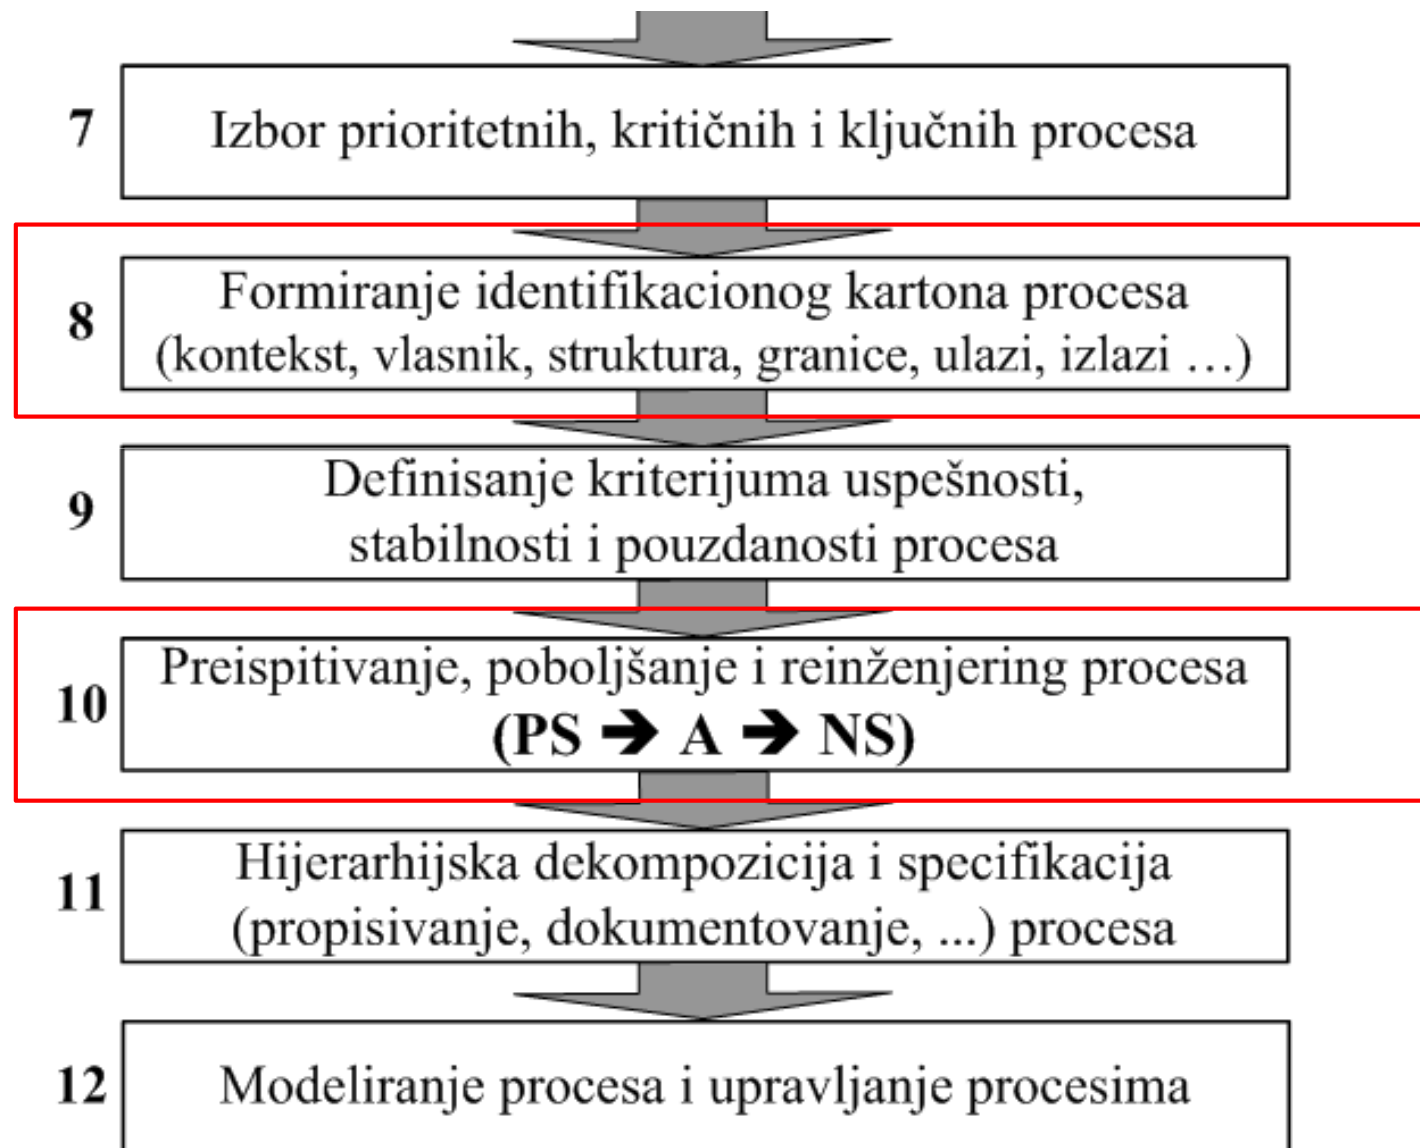 7
Izbor prioritetnih, kritičnih i ključnih procesa
8
Formiranje identifikacionog kartona procesa
(kontekst, vlasnik, struktura, granice, ulazi, izlazi …)
9
Definisanje kriterijuma uspešnosti,
stabilnosti i pouzdanosti procesa
10
Preispitivanje, poboljšanje i reinženjering procesa
(PS ➔ A ➔ NS)
11
Hijerarhijska dekompozicija i specifikacija
(propisivanje, dokumentovanje, ...) procesa
12
Modeliranje procesa i upravljanje procesima